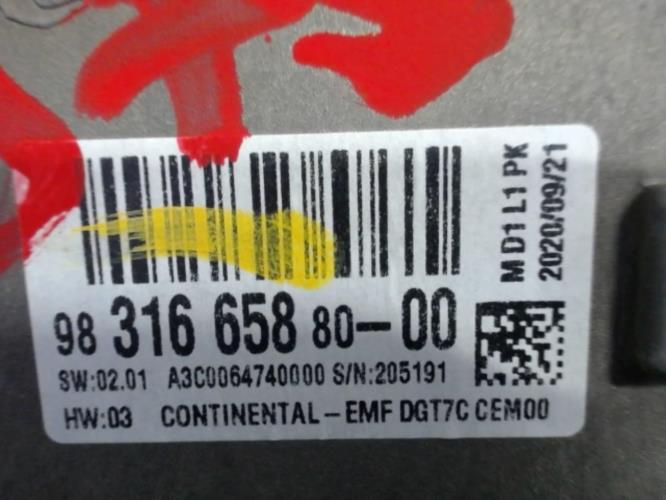 98 316 658 80-00
SW:02.01 A3C0064740000 S/N:205191
HW:03 CONTINENTAL-EMF DGT7C CEM00
M D1 L1 PK
2020/09/21